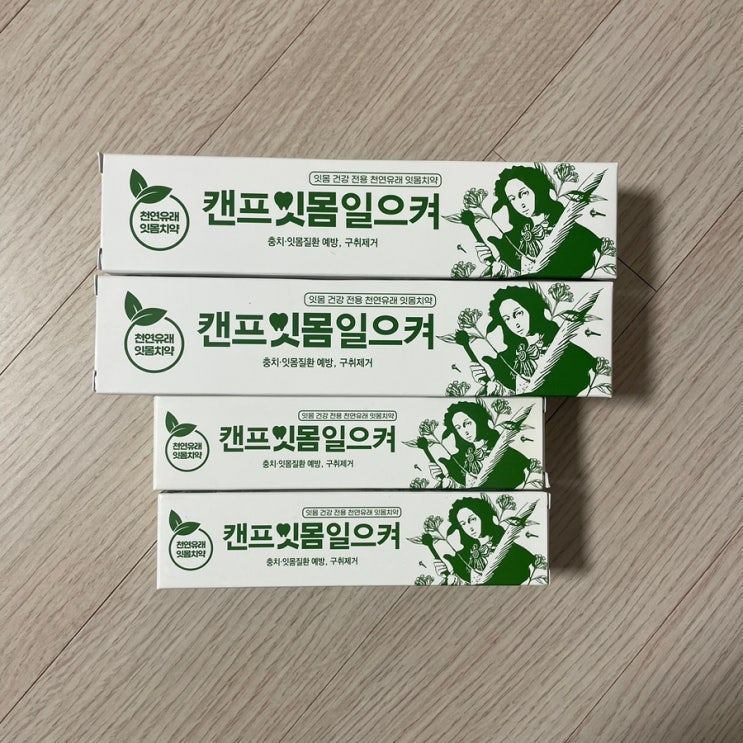 잇몸 건강 전용 천연유래 잇몸치약
천연유래
잇몸치약
캔프잇몸일으켜
충치·잇몸질환 예방, 구취제거
잇몸 건강 전용 천연유래 잇몸치약
천연유래
잇몸치약
캔프잇몸일으켜
충치·잇몸질환 예방, 구취제거
잇몸 건강 전용 천연유래 잇몸치약
천연유래
잇몸치약
캔프잇몸일으켜
충치·잇몸질환 예방, 구취제거
잇몸 건강 전용 천연유래 잇몸치약
천연유래
잇몸치약
캔프잇몸일으켜
충치·잇몸질환 예방, 구취제거